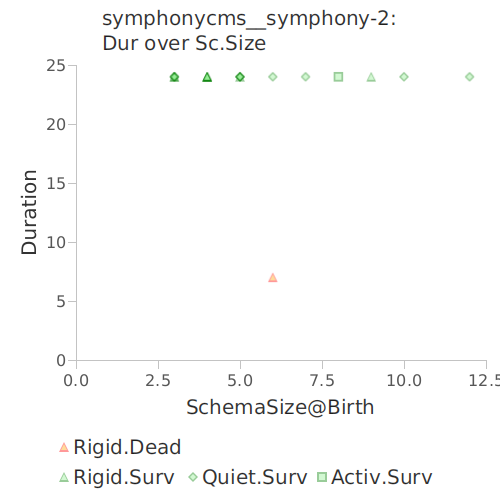 symphonycms__symphony-2:
Dur over Sc.Size
25
20
15
10
5
0
Duration
0.0 2.5 5.0 7.5 10.0 12.5
SchemaSize@Birth
Rigid.Dead
Rigid.Surv Quiet.Surv Activ.Surv